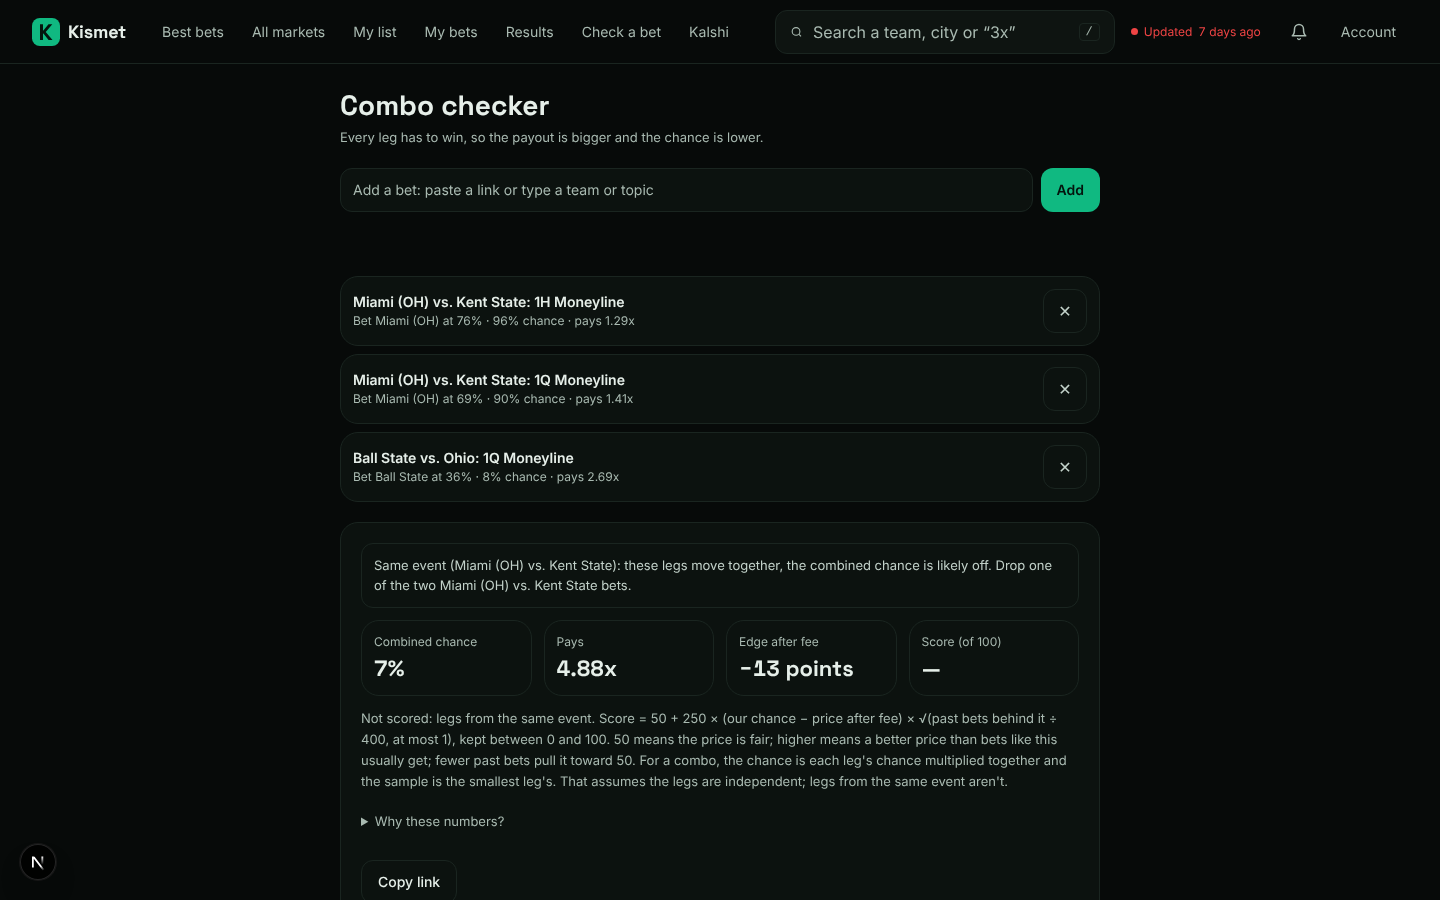 K Kismet Best bets All markets My list My bets Results Check a bet Kalshi Search a team, city or “3x” / Updated 7 days ago Account
Combo checker
Every leg has to win, so the payout is bigger and the chance is lower.
Add a bet: paste a link or type a team or topic Add
Miami (OH) vs. Kent State: 1H Moneyline
Bet Miami (OH) at 76% · 96% chance · pays 1.29x
Miami (OH) vs. Kent State: 1Q Moneyline
Bet Miami (OH) at 69% · 90% chance · pays 1.41x
Ball State vs. Ohio: 1Q Moneyline
Bet Ball State at 36% · 8% chance · pays 2.69x
Same event (Miami (OH) vs. Kent State): these legs move together, the combined chance is likely off. Drop one
of the two Miami (OH) vs. Kent State bets.
Combined chance Pays Edge after fee Score (of 100)
7% 4.88x −13 points —
Not scored: legs from the same event. Score = 50 + 250 × (our chance − price after fee) × √(past bets behind it ÷
400, at most 1), kept between 0 and 100. 50 means the price is fair; higher means a better price than bets like this
usually get; fewer past bets pull it toward 50. For a combo, the chance is each leg's chance multiplied together and
the sample is the smallest leg's. That assumes the legs are independent; legs from the same event aren't.
Why these numbers?
N
Copy link